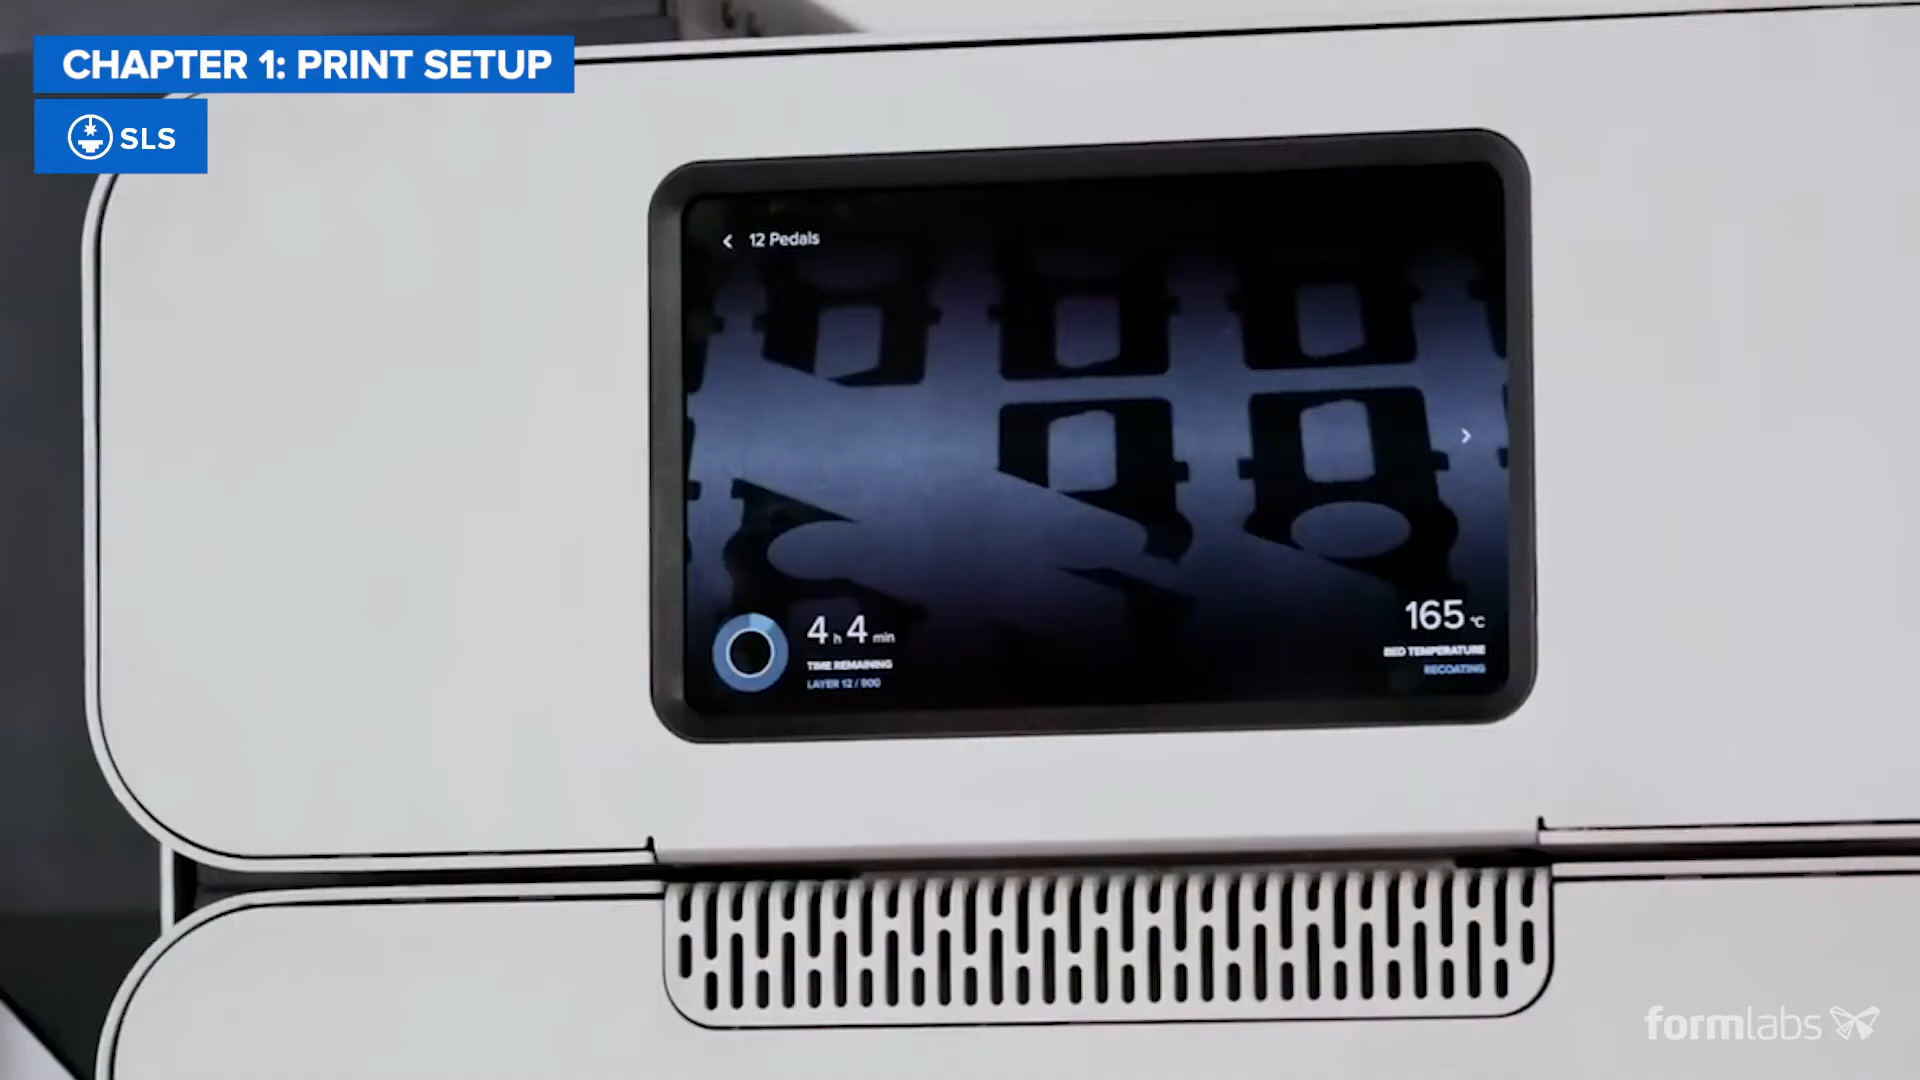 CHAPTER 1: PRINT SETUP
SLS
12 Pedals
4 h 4 min
TIME REMAINING
LAYER 12 / 900
165 °C
BED TEMPERATURE
RECOATING
formlabs